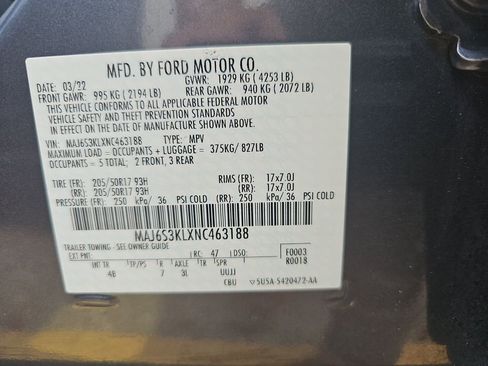 MFD. BY FORD MOTOR CO.
DATE: 03/22 GVWR: 1929 KG ( 4253 LB)
FRONT GAWR: 995 KG ( 2194 LB) REAR GAWR: 940 KG ( 2072 LB)
THIS VEHICLE CONFORMS TO ALL APPLICABLE FEDERAL MOTOR
VEHICLE SAFETY AND THEFT PREVENTION STANDARDS
IN EFFECT ON THE DATE OF MANUFACTURE SHOWN ABOVE.
VIN: MAJ6S3KLXNC463188 TYPE: MPV
MAXIMUM LOAD = OCCUPANTS + LUGGAGE = 375KG/ 827LB
OCCUPANTS = 5 TOTAL; 2 FRONT, 3 REAR
TIRE (FR): 205/50R17 93H RIMS (FR): 17x7.0J
(RR): 205/50R17 93H (RR): 17x7.0J
PRESSURE (FR) 250 kPa/ 36 PSI COLD (RR) 250 kPa/ 36 PSI COLD
MAJ6S3KLXNC463188
TRAILER TOWING - SEE OWNER GUIDE
EXT PNT: RC: 47 DSO: F0003
R0018
INT TR TP/PS R AXLE TR SPR
4B 7 3L UUJJ
CBU 5U5A-5420472-AA